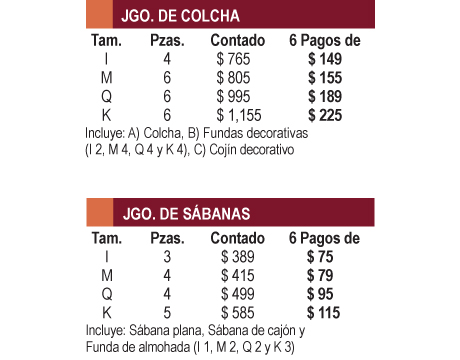 JGO. DE COLCHA
Tam. Pzas. Contado 6 Pagos de
I 4 $ 765 $ 149
M 6 $ 805 $ 155
Q 6 $ 995 $ 189
K 6 $ 1,155 $ 225
Incluye: A) Colcha, B) Fundas decorativas
(I 2, M 4, Q 4 y K 4), C) Cojín decorativo
JGO. DE SÁBANAS
Tam. Pzas. Contado 6 Pagos de
I 3 $ 389 $ 75
M 4 $ 415 $ 79
Q 4 $ 499 $ 95
K 5 $ 585 $ 115
Incluye: Sábana plana, Sábana de cajón y
Funda de almohada (I 1, M 2, Q 2 y K 3)